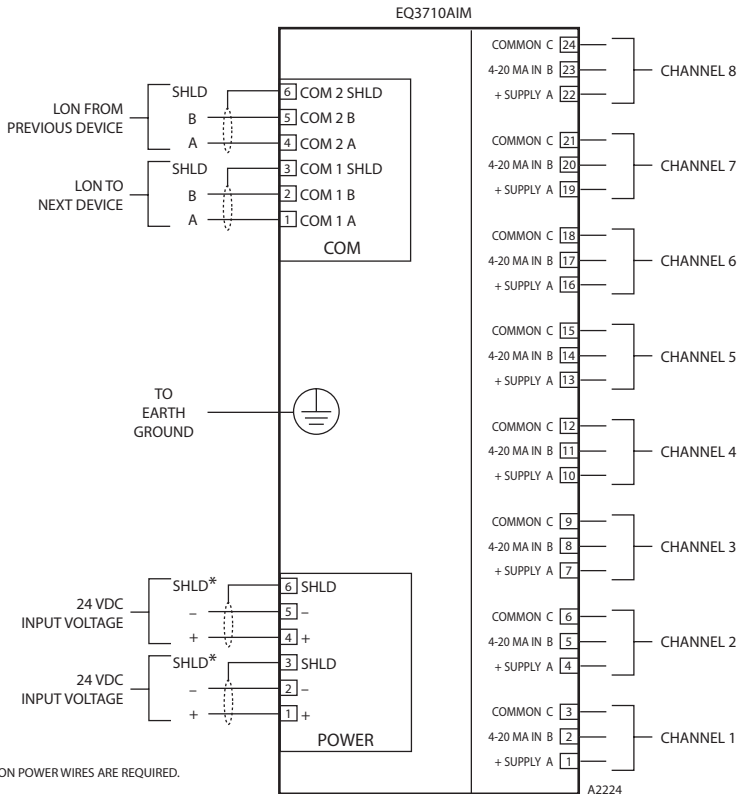 EQ3710AIM
LON FROM
PREVIOUS DEVICE
SHLD
B
A
6 COM 2 SHLD
5 COM 2 B
4 COM 2 A
LON TO
NEXT DEVICE
SHLD
B
A
3 COM 1 SHLD
2 COM 1 B
1 COM 1 A
COM
TO
EARTH
GROUND
24 VDC
INPUT VOLTAGE
SHLD*
–
+
6 SHLD
5 –
4 +
24 VDC
INPUT VOLTAGE
SHLD*
–
+
3 SHLD
2 –
1 +
POWER
COMMON C 24
4-20 MA IN B 23
+ SUPPLY A 22
CHANNEL 8
COMMON C 21
4-20 MA IN B 20
+ SUPPLY A 19
CHANNEL 7
COMMON C 18
4-20 MA IN B 17
+ SUPPLY A 16
CHANNEL 6
COMMON C 15
4-20 MA IN B 14
+ SUPPLY A 13
CHANNEL 5
COMMON C 12
4-20 MA IN B 11
+ SUPPLY A 10
CHANNEL 4
COMMON C 9
4-20 MA IN B 8
+ SUPPLY A 7
CHANNEL 3
COMMON C 6
4-20 MA IN B 5
+ SUPPLY A 4
CHANNEL 2
COMMON C 3
4-20 MA IN B 2
+ SUPPLY A 1
CHANNEL 1
ON POWER WIRES ARE REQUIRED.
A2224